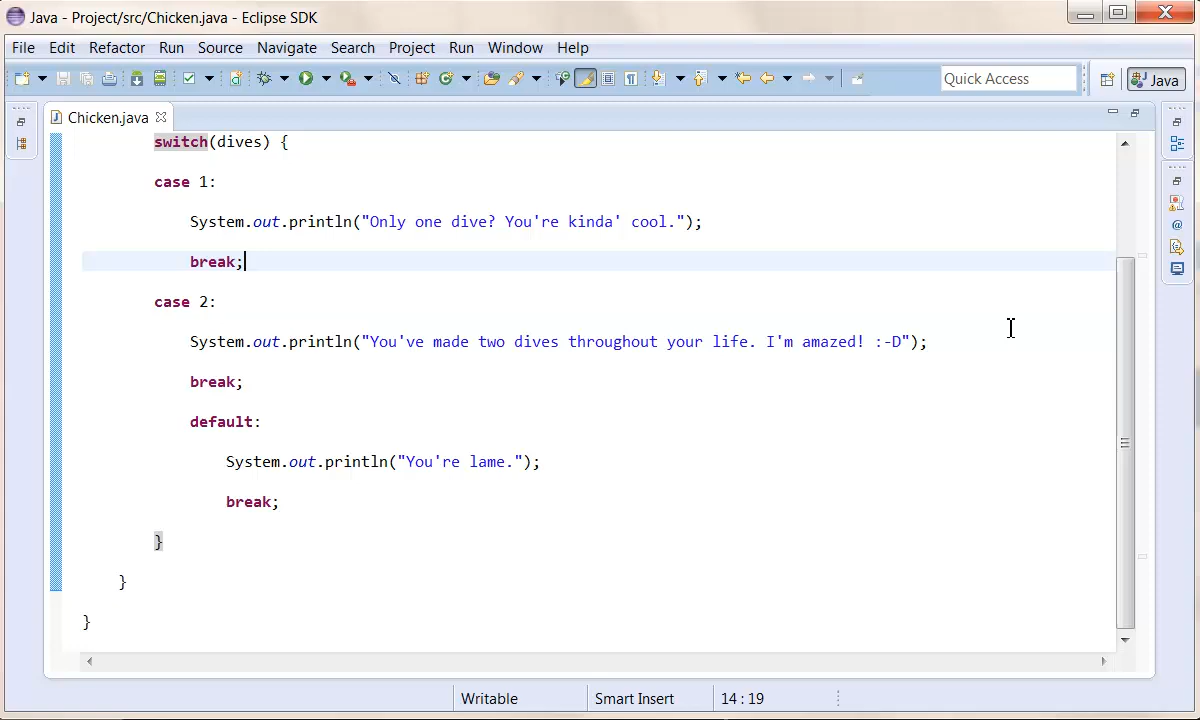 Java - Project/src/Chicken.java - Eclipse SDK
File Edit Refactor Run Source Navigate Search Project Run Window Help
Quick Access
Java
Chicken.java
switch(dives) {
case 1:
System.out.println("Only one dive? You're kinda' cool.");
break;
case 2:
System.out.println("You've made two dives throughout your life. I'm amazed! :-D");
break;
default:
System.out.println("You're lame.");
break;
}
}
}
Writable Smart Insert 14 : 19